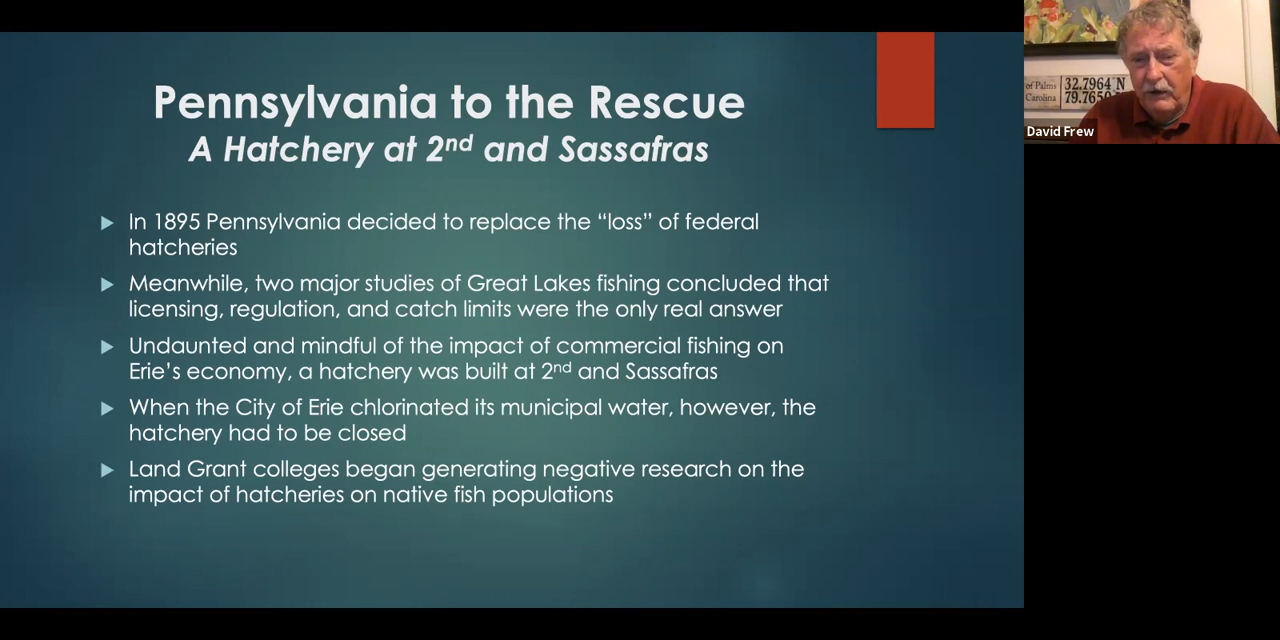 Pennsylvania to the Rescue
A Hatchery at 2nd and Sassafras
In 1895 Pennsylvania decided to replace the “loss” of federal
hatcheries
Meanwhile, two major studies of Great Lakes fishing concluded that
licensing, regulation, and catch limits were the only real answer
Undaunted and mindful of the impact of commercial fishing on
Erie’s economy, a hatchery was built at 2nd and Sassafras
When the City of Erie chlorinated its municipal water, however, the
hatchery had to be closed
Land Grant colleges began generating negative research on the
impact of hatcheries on native fish populations
of Palms 32.7964 N
Carolina 79.765
David Frew